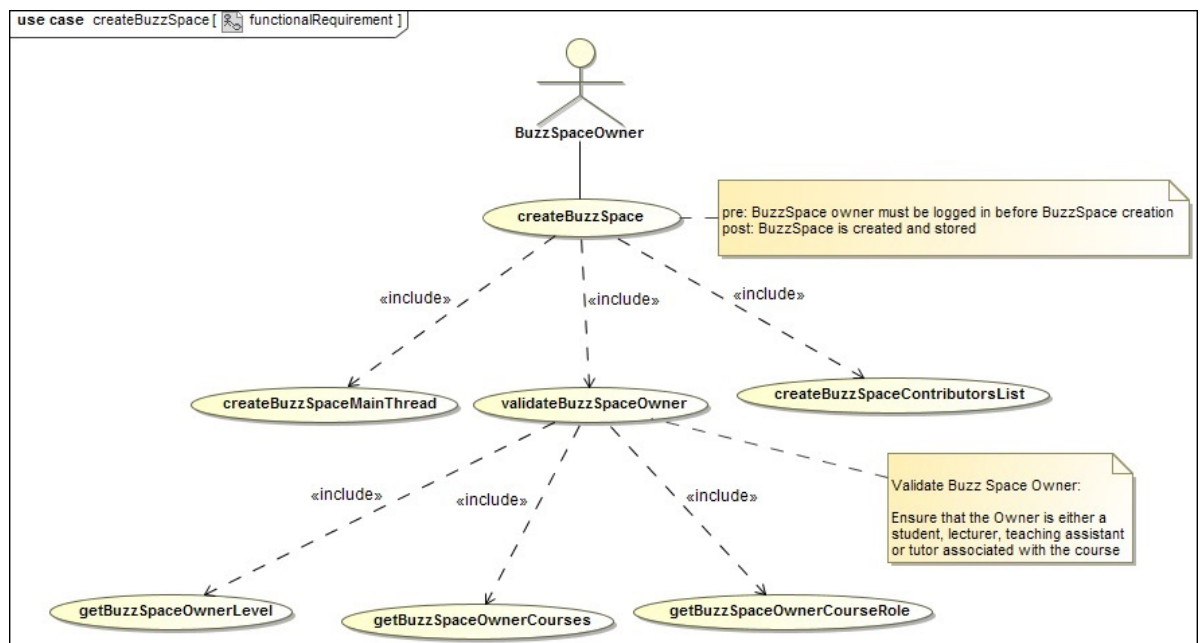 use case createBuzzSpace [ functionalRequirement ]
BuzzSpaceOwner
createBuzzSpace
pre: BuzzSpace owner must be logged in before BuzzSpace creation
post: BuzzSpace is created and stored
«include»
«include»
«include»
createBuzzSpaceMainThread
validateBuzzSpaceOwner
createBuzzSpaceContributorsList
Validate Buzz Space Owner:
Ensure that the Owner is either a
student, lecturer, teaching assistant
or tutor associated with the course
«include»
«include»
«include»
getBuzzSpaceOwnerLevel
getBuzzSpaceOwnerCourses
getBuzzSpaceOwnerCourseRole